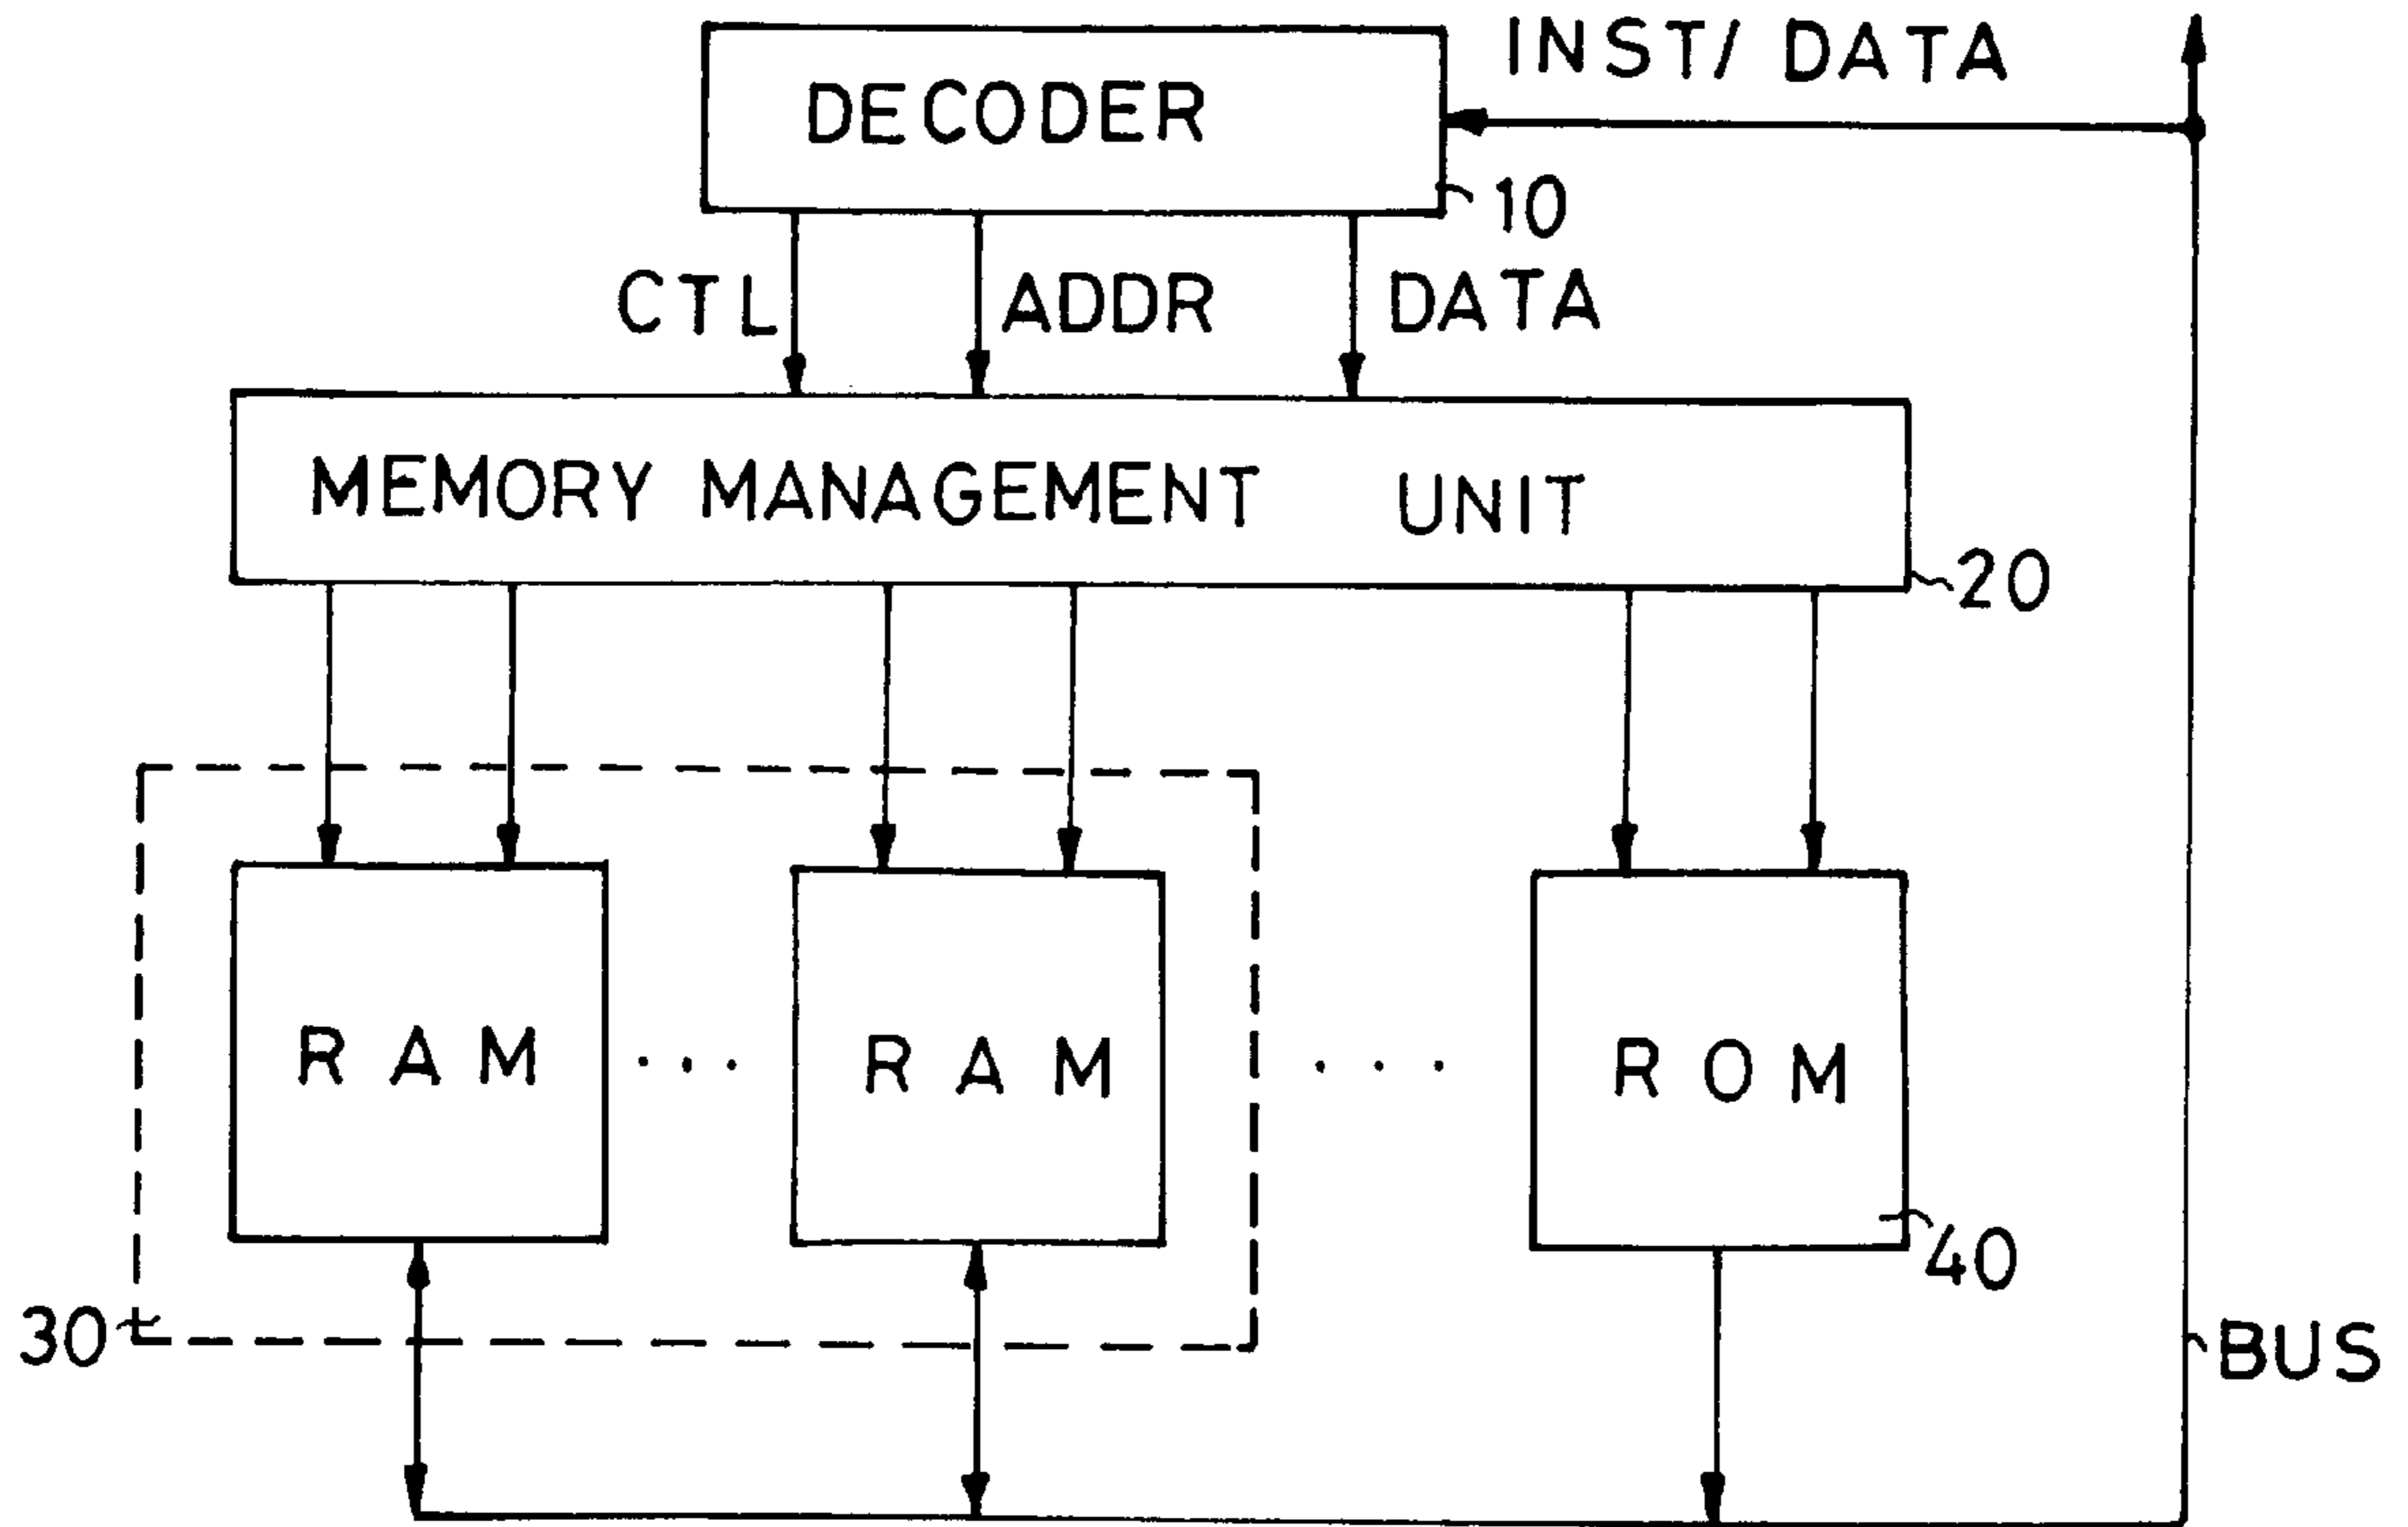 INST/ DATA
DECODER
10
CTL ADDR DATA
MEMORY MANAGEMENT UNIT
20
RAM ... RAM ... ROM
40
30
BUS